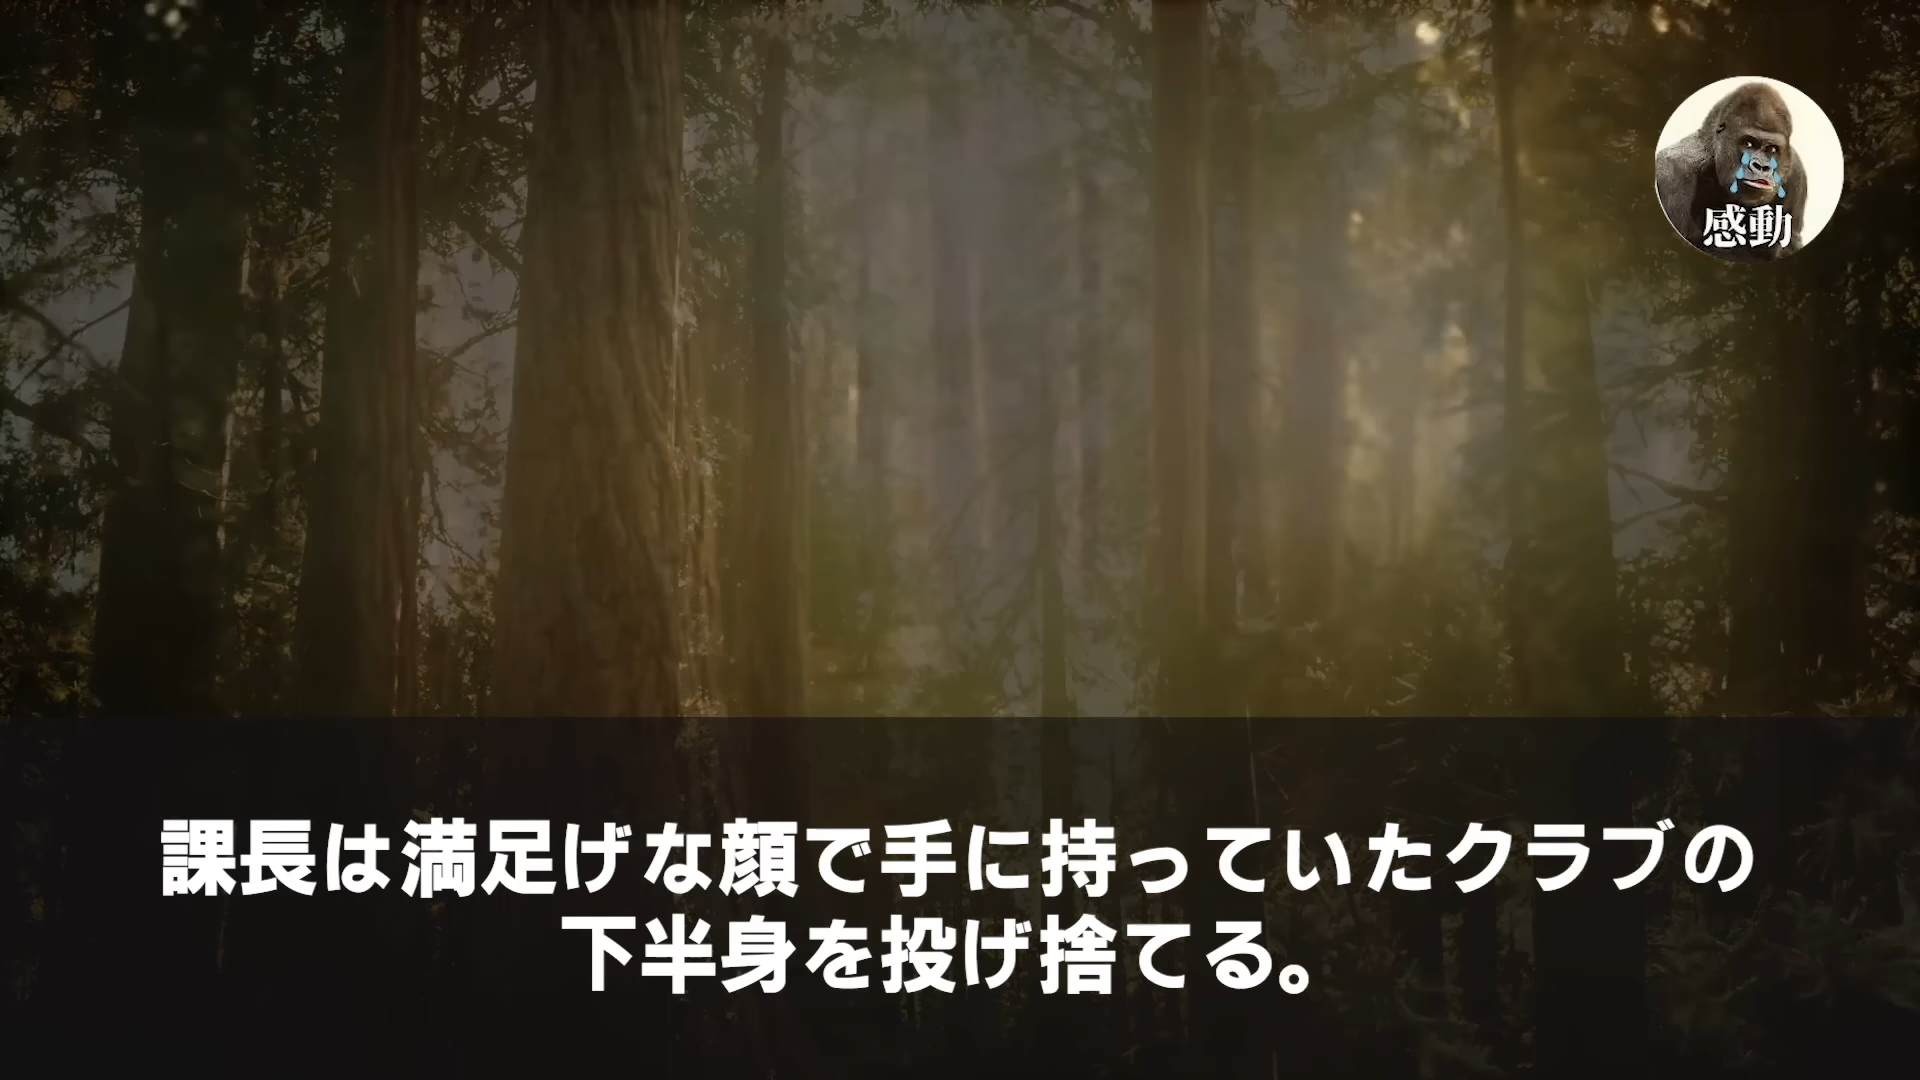 感動
課長は満足げな顔で手に持っていたクラブの
下半身を投げ捨てる。